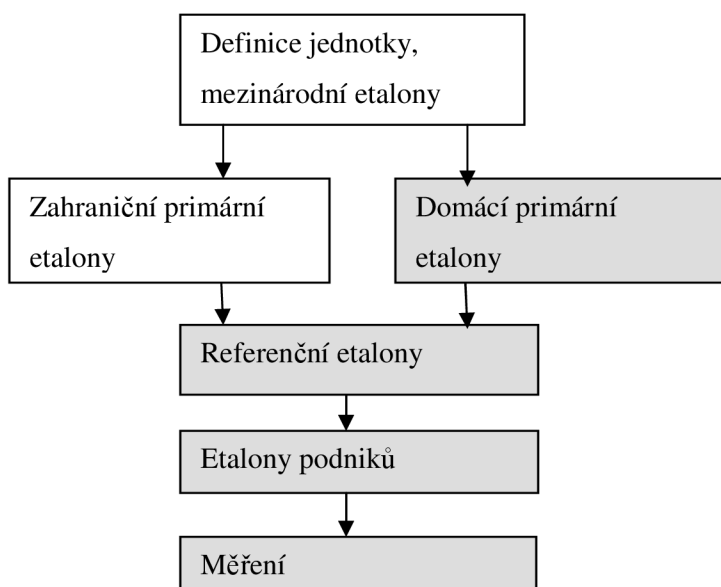 Definice jednotky,
mezinárodní etalony
Zahraniční primární
etalony
Domácí primární
etalony
Referenční etalony
Etalony podniků
Měření